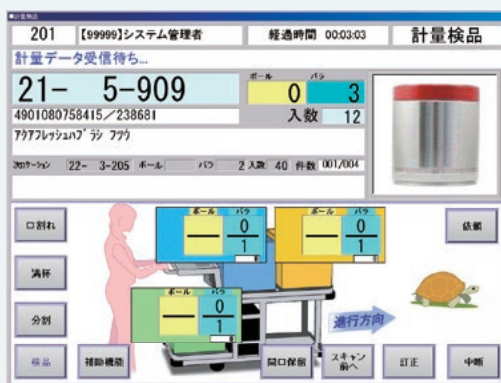 計量検品
201 【99999】システム管理者 経過時間 00:03:03 計量検品
計量データ受信待ち...
21- 5-909
ボール バラ
0 3
4901080758415/238681 入数 12
アクアフレッシュハブラシ フツウ
次ロケーション 22- 3-205 ボール バラ 2 入数 40 件数 001/004
口割れ
満杯
分割
検品
補助機能
ボール バラ
— 0
1
ボール バラ
— 0
1
ボール バラ
— 0
1
依頼
進行方向
間口保留
スキャン前へ
訂正
中断